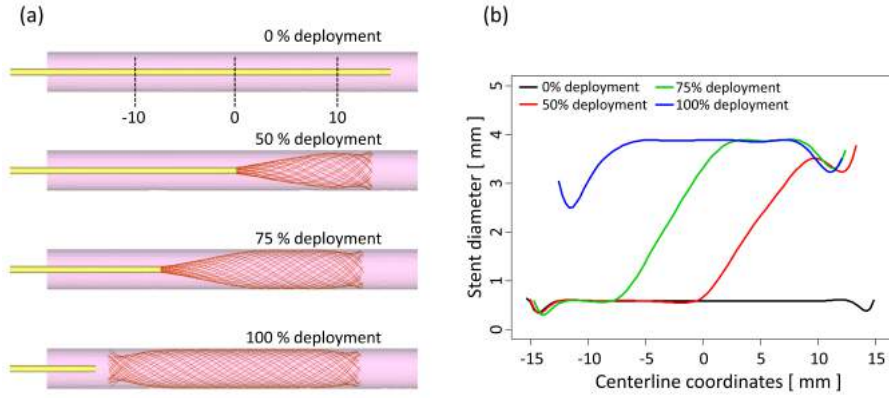 (a)
0 % deployment
-10 0 10
50 % deployment
75 % deployment
100 % deployment
(b)
Stent diameter [ mm ]
5
4
3
2
1
0
0% deployment 75% deployment
50% deployment 100% deployment
-15 -10 -5 0 5 10 15
Centerline coordinates [ mm ]